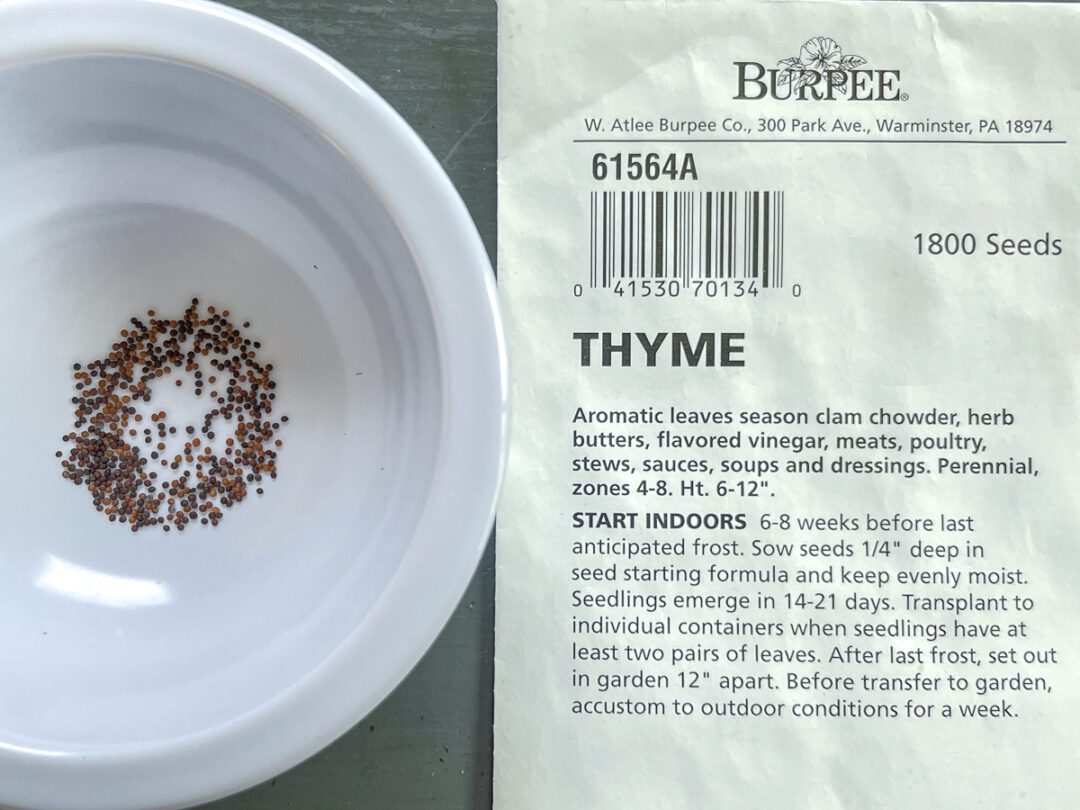 BURPEE®
W. Atlee Burpee Co., 300 Park Ave., Warminster, PA 18974
61564A
1800 Seeds
0 41530 70134 0
THYME
Aromatic leaves season clam chowder, herb
butters, flavored vinegar, meats, poultry,
stews, sauces, soups and dressings. Perennial,
zones 4-8. Ht. 6-12".
START INDOORS 6-8 weeks before last
anticipated frost. Sow seeds 1/4" deep in
seed starting formula and keep evenly moist.
Seedlings emerge in 14-21 days. Transplant to
individual containers when seedlings have at
least two pairs of leaves. After last frost, set out
in garden 12" apart. Before transfer to garden,
accustom to outdoor conditions for a week.